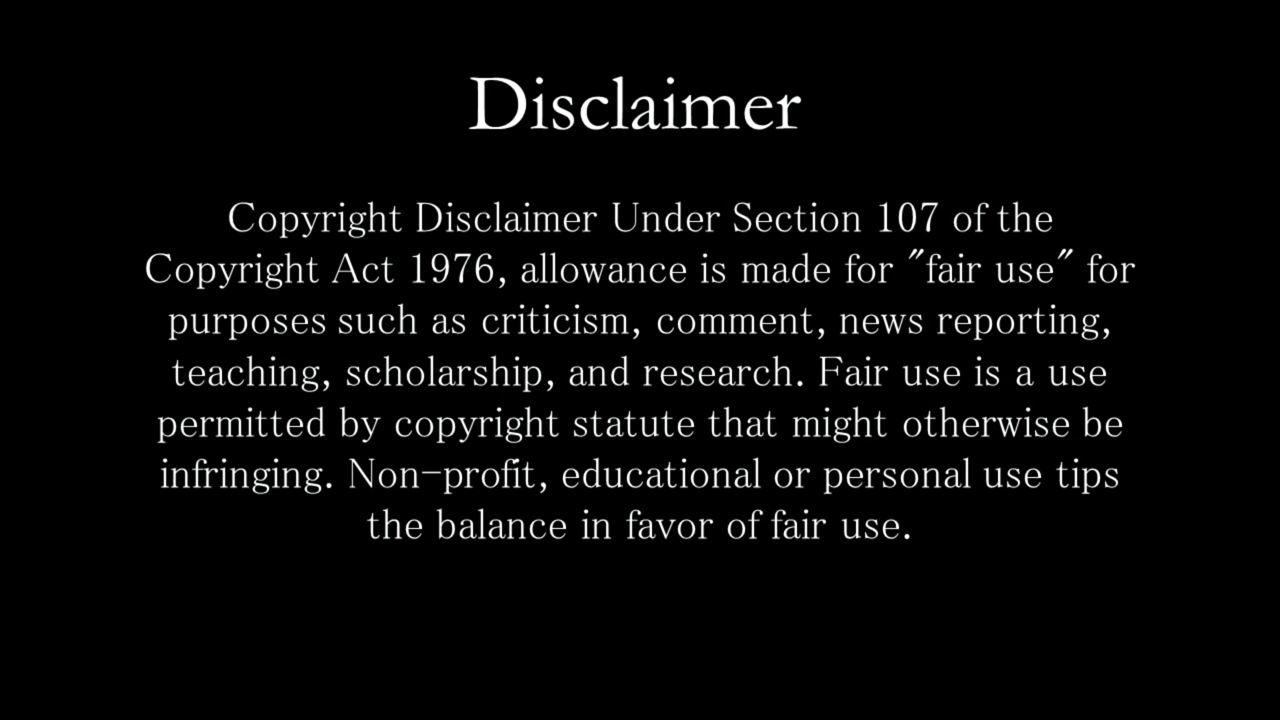 Disclaimer
Copyright Disclaimer Under Section 107 of the
Copyright Act 1976, allowance is made for "fair use" for
purposes such as criticism, comment, news reporting,
teaching, scholarship, and research. Fair use is a use
permitted by copyright statute that might otherwise be
infringing. Non-profit, educational or personal use tips
the balance in favor of fair use.